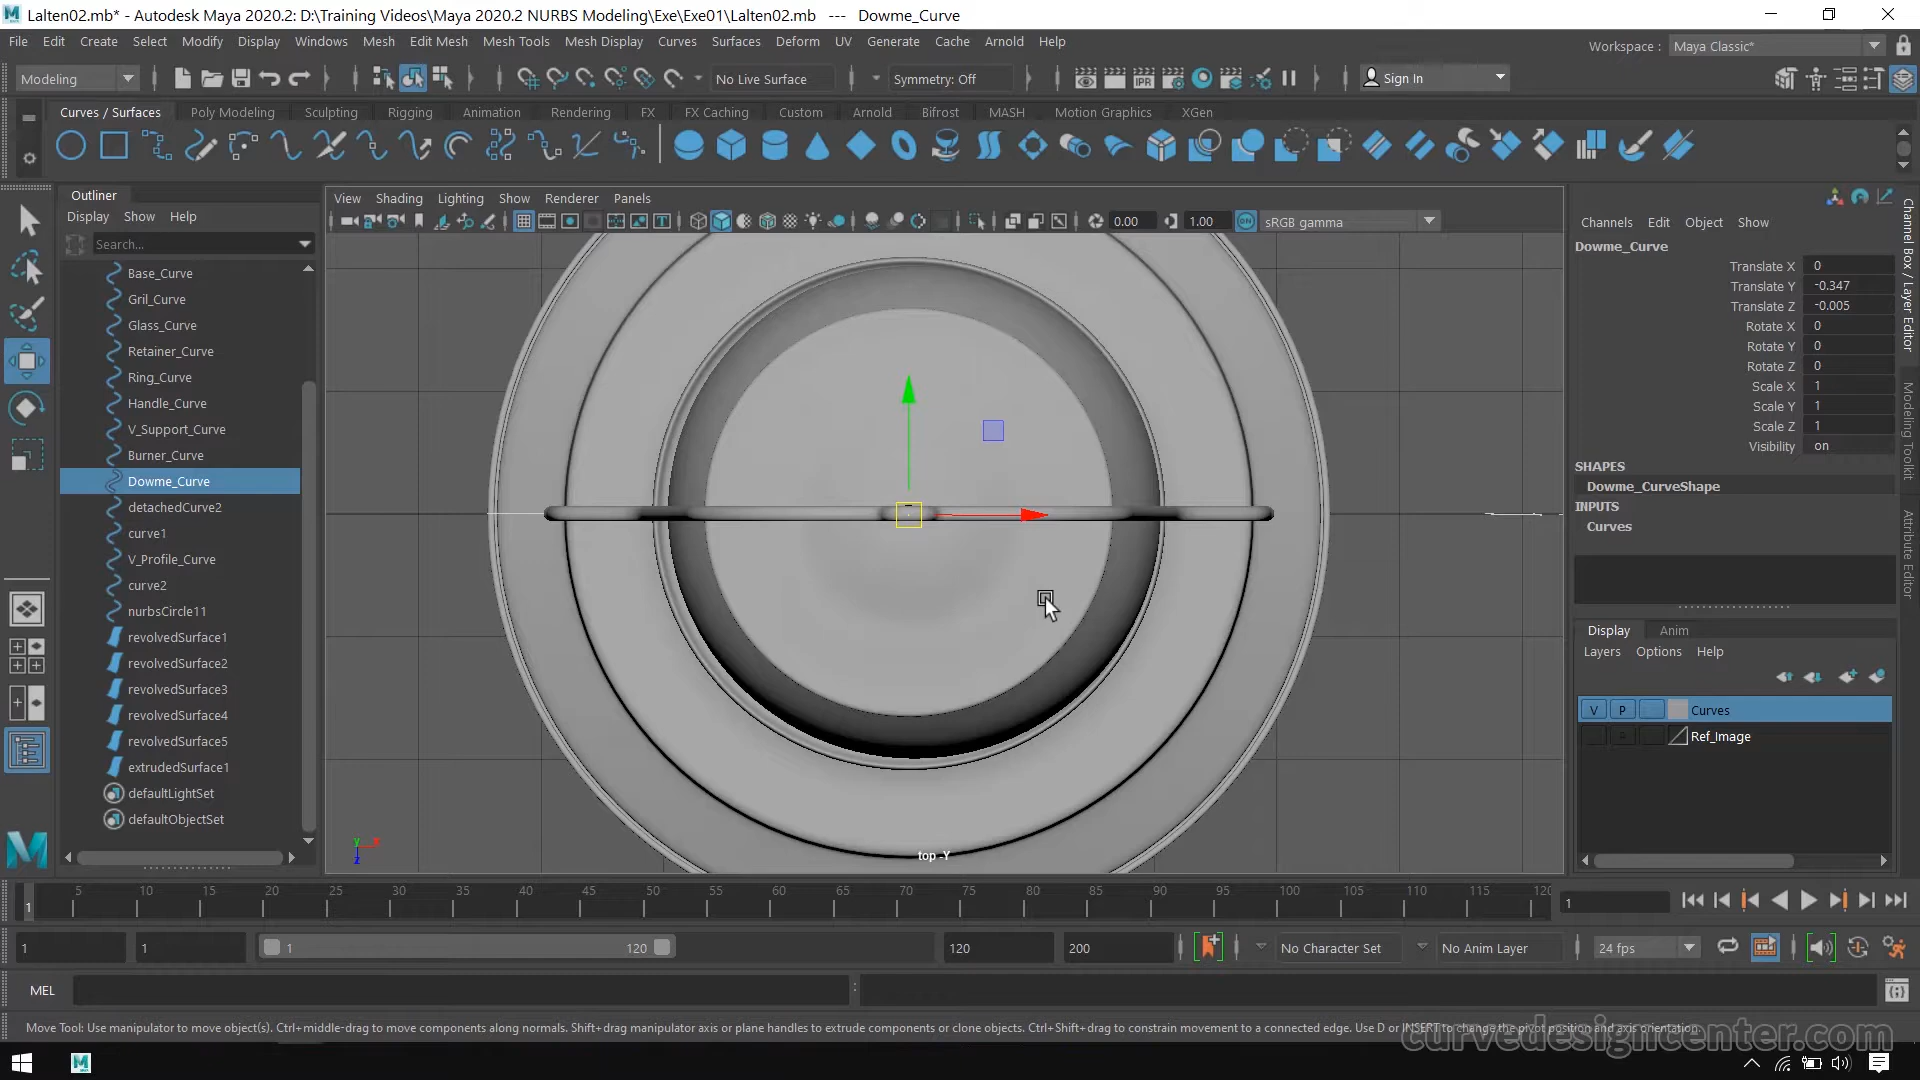 Lalten02.mb* - Autodesk Maya 2020.2: D:\Training Videos\Maya 2020.2 NURBS Modeling\Exe\Exe01\Lalten02.mb --- Dowme_Curve
File Edit Create Select Modify Display Windows Mesh Edit Mesh Mesh Tools Mesh Display Curves Surfaces Deform UV Generate Cache Arnold Help
Workspace : Maya Classic*
Modeling
No Live Surface
Symmetry: Off
IPR
Sign In
Curves / Surfaces Poly Modeling Sculpting Rigging Animation Rendering FX FX Caching Custom Arnold Bifrost MASH Motion Graphics XGen
Outliner
Display Show Help
Search...
Base_Curve
Gril_Curve
Glass_Curve
Retainer_Curve
Ring_Curve
Handle_Curve
V_Support_Curve
Burner_Curve
Dowme_Curve
detachedCurve2
curve1
V_Profile_Curve
curve2
nurbsCircle11
revolvedSurface1
revolvedSurface2
revolvedSurface3
revolvedSurface4
revolvedSurface5
extrudedSurface1
defaultLightSet
defaultObjectSet
View Shading Lighting Show Renderer Panels
0.00 1.00 sRGB gamma
y x
z
top -Y
Channels Edit Object Show
Dowme_Curve
Translate X 0
Translate Y -0.347
Translate Z -0.005
Rotate X 0
Rotate Y 0
Rotate Z 0
Scale X 1
Scale Y 1
Scale Z 1
Visibility on
SHAPES
Dowme_CurveShape
INPUTS
Curves
Display Anim
Layers Options Help
V P Curves
Ref_Image
Channel Box / Layer Editor
Modeling Toolkit
Attribute Editor
1 5 10 15 20 25 30 35 40 45 50 55 60 65 70 75 80 85 90 95 100 105 110 115 120
1
1 1 1 120 120 200 No Character Set No Anim Layer 24 fps
MEL
Move Tool: Use manipulator to move object(s). Ctrl+middle-drag to move components along normals. Shift+drag manipulator axis or plane handles to extrude components or clone objects. Ctrl+Shift+drag to constrain movement to a connected edge. Use D or INSERT to change the pivot position and axis orientation.
curvedesigncenter.com